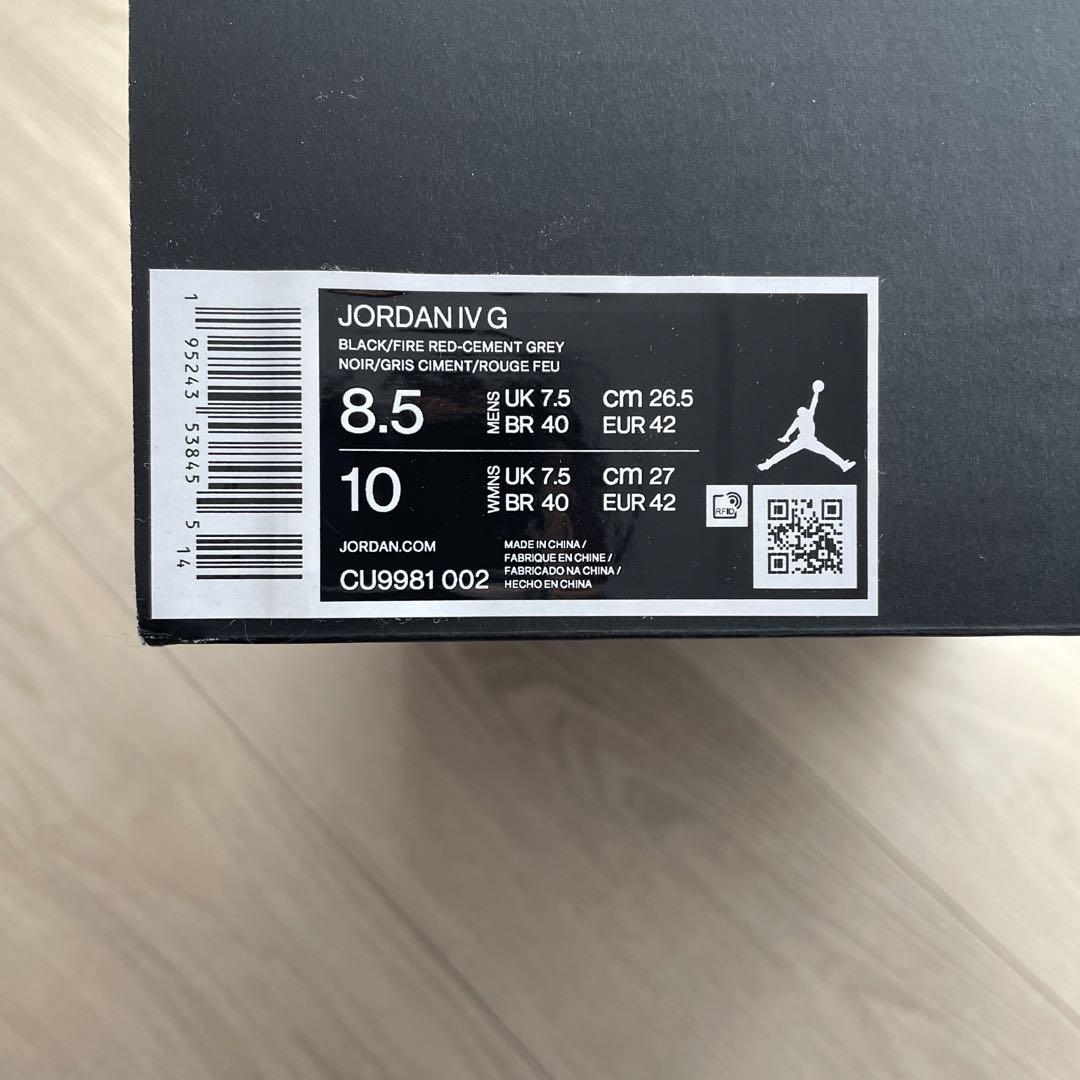 1 95243 53845 5 14
JORDAN IV G
BLACK/FIRE RED-CEMENT GREY
NOIR/GRIS CIMENT/ROUGE FEU
8.5 MENS UK 7.5 cm 26.5
BR 40 EUR 42
10 WMNS UK 7.5 cm 27
BR 40 EUR 42
RFID
JORDAN.COM
CU9981 002
MADE IN CHINA /
FABRIQUE EN CHINE /
FABRICADO NA CHINA /
HECHO EN CHINA